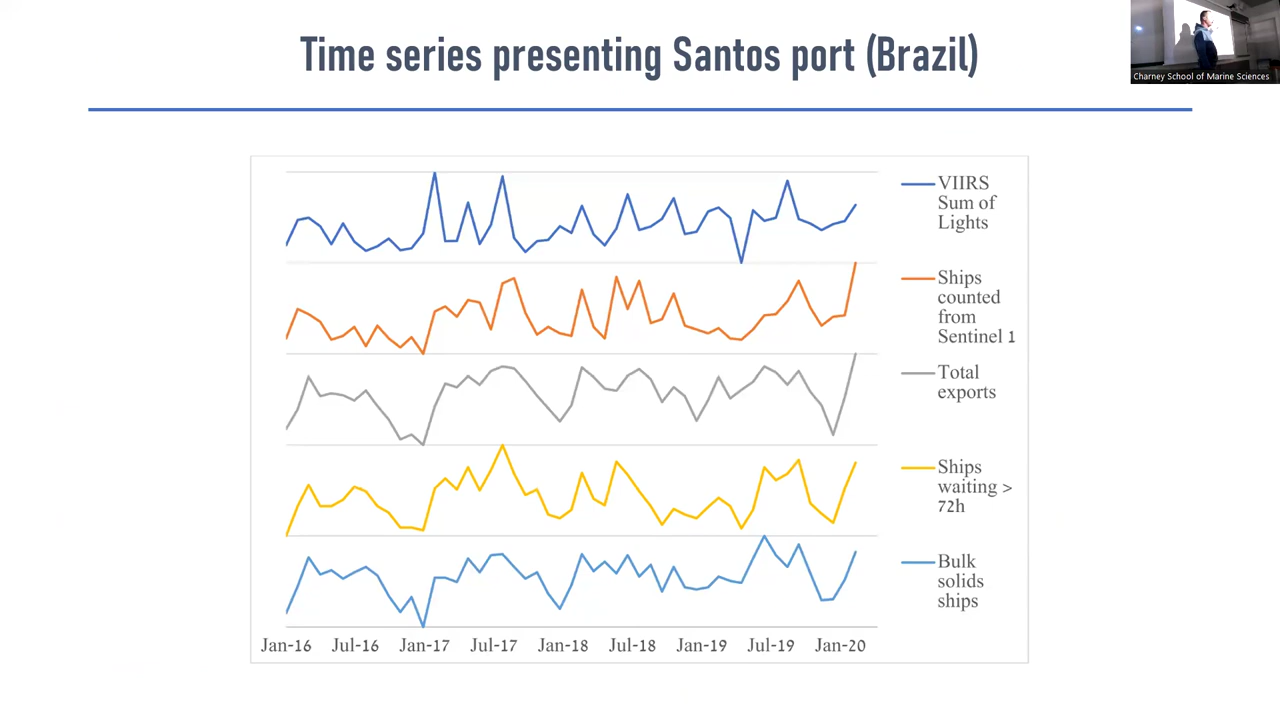 Time series presenting Santos port (Brazil)
Charney School of Marine Sciences
VIIRS
Sum of
Lights
Ships
counted
from
Sentinel 1
Total
exports
Ships
waiting >
72h
Bulk
solids
ships
Jan-16 Jul-16 Jan-17 Jul-17 Jan-18 Jul-18 Jan-19 Jul-19 Jan-20